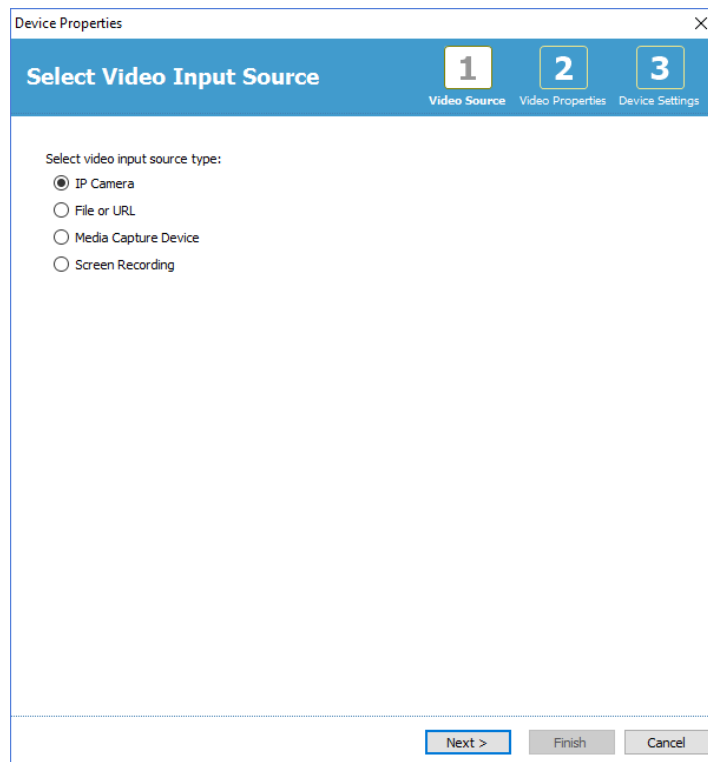 Device Properties
Select Video Input Source
1 2 3
Video Source Video Properties Device Settings
Select video input source type:
IP Camera
File or URL
Media Capture Device
Screen Recording
Next > Finish Cancel